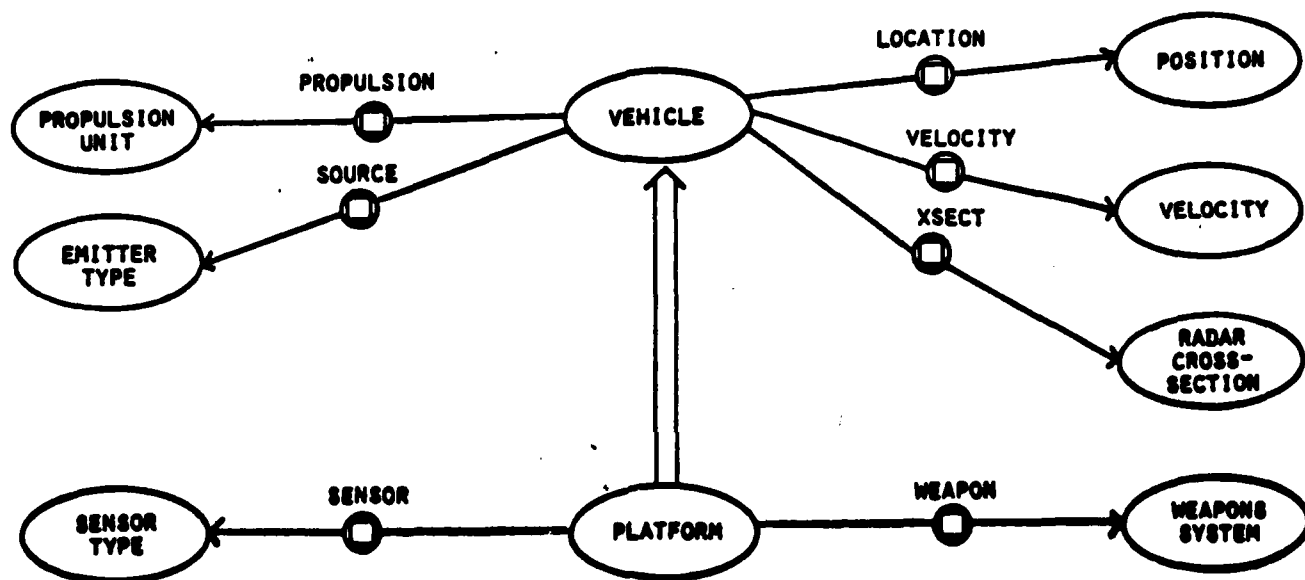 LOCATION
POSITION
PROPULSION
VEHICLE
PROPULSION
UNIT
VELOCITY
SOURCE
VELOCITY
XSECT
EMITTER
TYPE
RADAR
CROSS-
SECTION
SENSOR
WEAPON
SENSOR
TYPE
PLATFORM
WEAPONS
SYSTEM